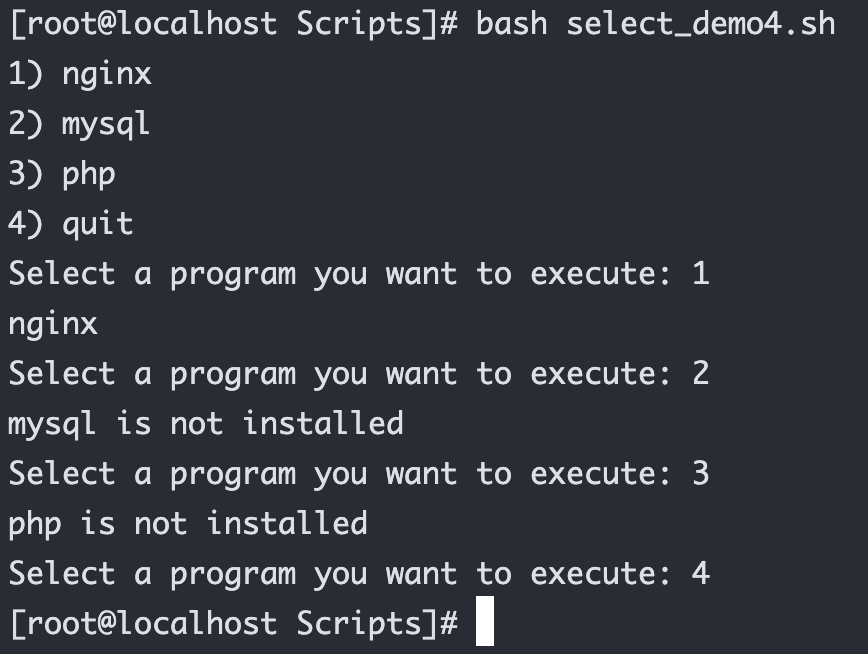 [root@localhost Scripts]# bash select_demo4.sh
1) nginx
2) mysql
3) php
4) quit
Select a program you want to execute: 1
nginx
Select a program you want to execute: 2
mysql is not installed
Select a program you want to execute: 3
php is not installed
Select a program you want to execute: 4
[root@localhost Scripts]#